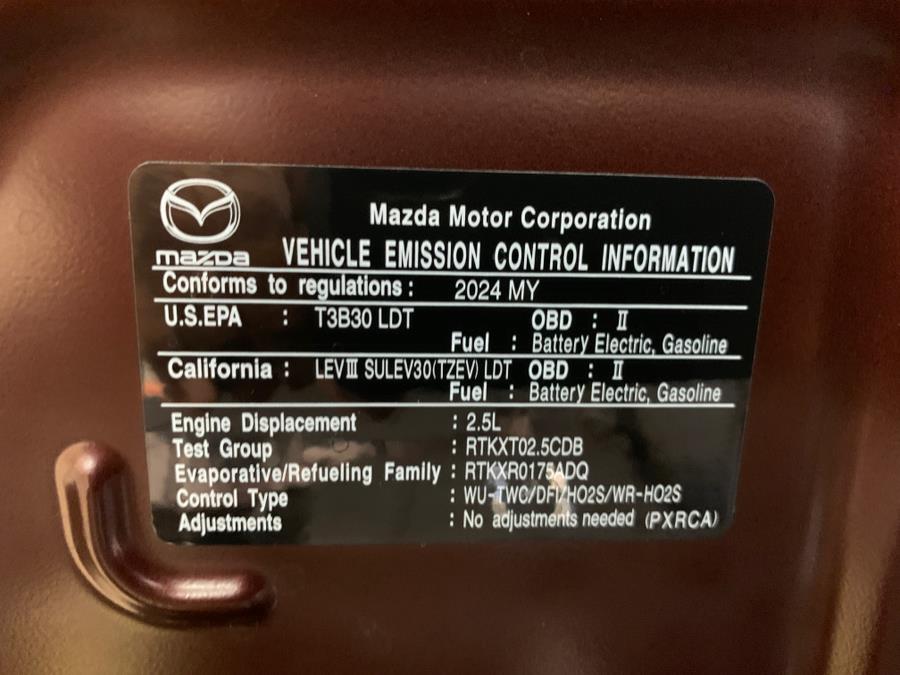 Mazda Motor Corporation
mazda VEHICLE EMISSION CONTROL INFORMATION
Conforms to regulations : 2024 MY
U.S.EPA : T3B30 LDT OBD : II
Fuel : Battery Electric, Gasoline
California : LEVIII SULEV30(TZEV) LDT OBD : II
Fuel : Battery Electric, Gasoline
Engine Displacement : 2.5L
Test Group : RTKXT02.5CDB
Evaporative/Refueling Family : RTKXR0175ADQ
Control Type : WU-TWC/DFI/HO2S/WR-HO2S
Adjustments : No adjustments needed (PXRCA)